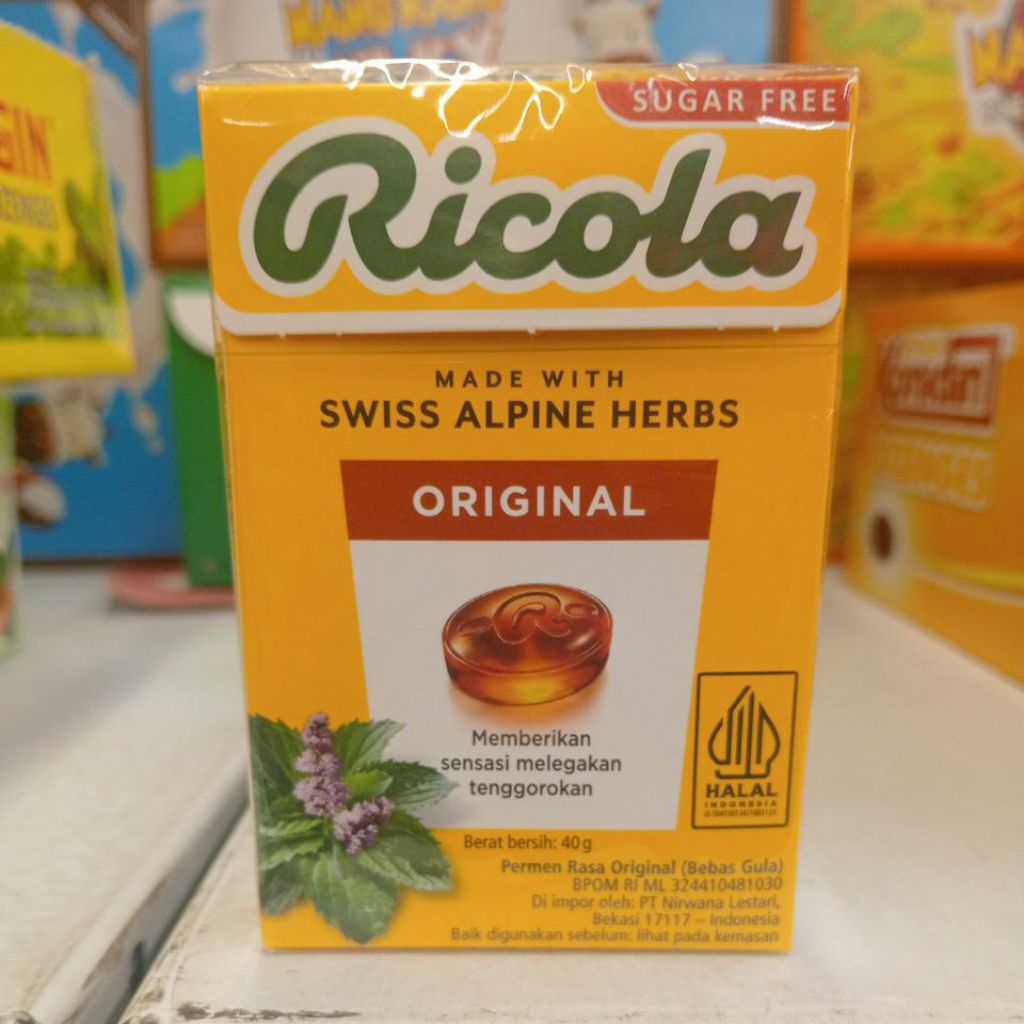 SUGAR FREE
Ricola
MADE WITH
SWISS ALPINE HERBS
ORIGINAL
Memberikan
sensasi melegakan
tenggorokan
HALAL
INDONESIA
Berat bersih: 40g
Permen Rasa Original (Bebas Gula)
BPOM RI ML 324410481030
Di impor oleh: PT Nirwana Lestari,
Bekasi 17117 – Indonesia
Baik digunakan sebelum: lihat pada kemasan